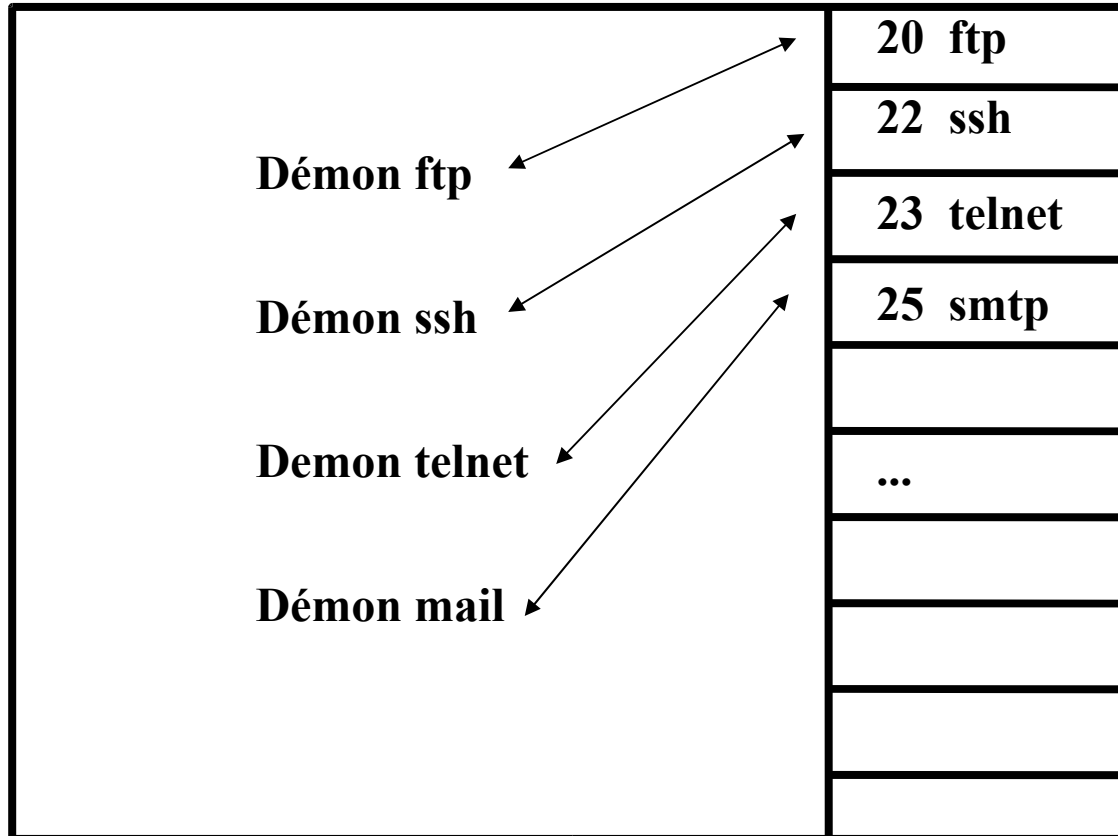 20 ftp
22 ssh
Démon ftp
23 telnet
Démon ssh
25 smtp
Demon telnet
...
Démon mail